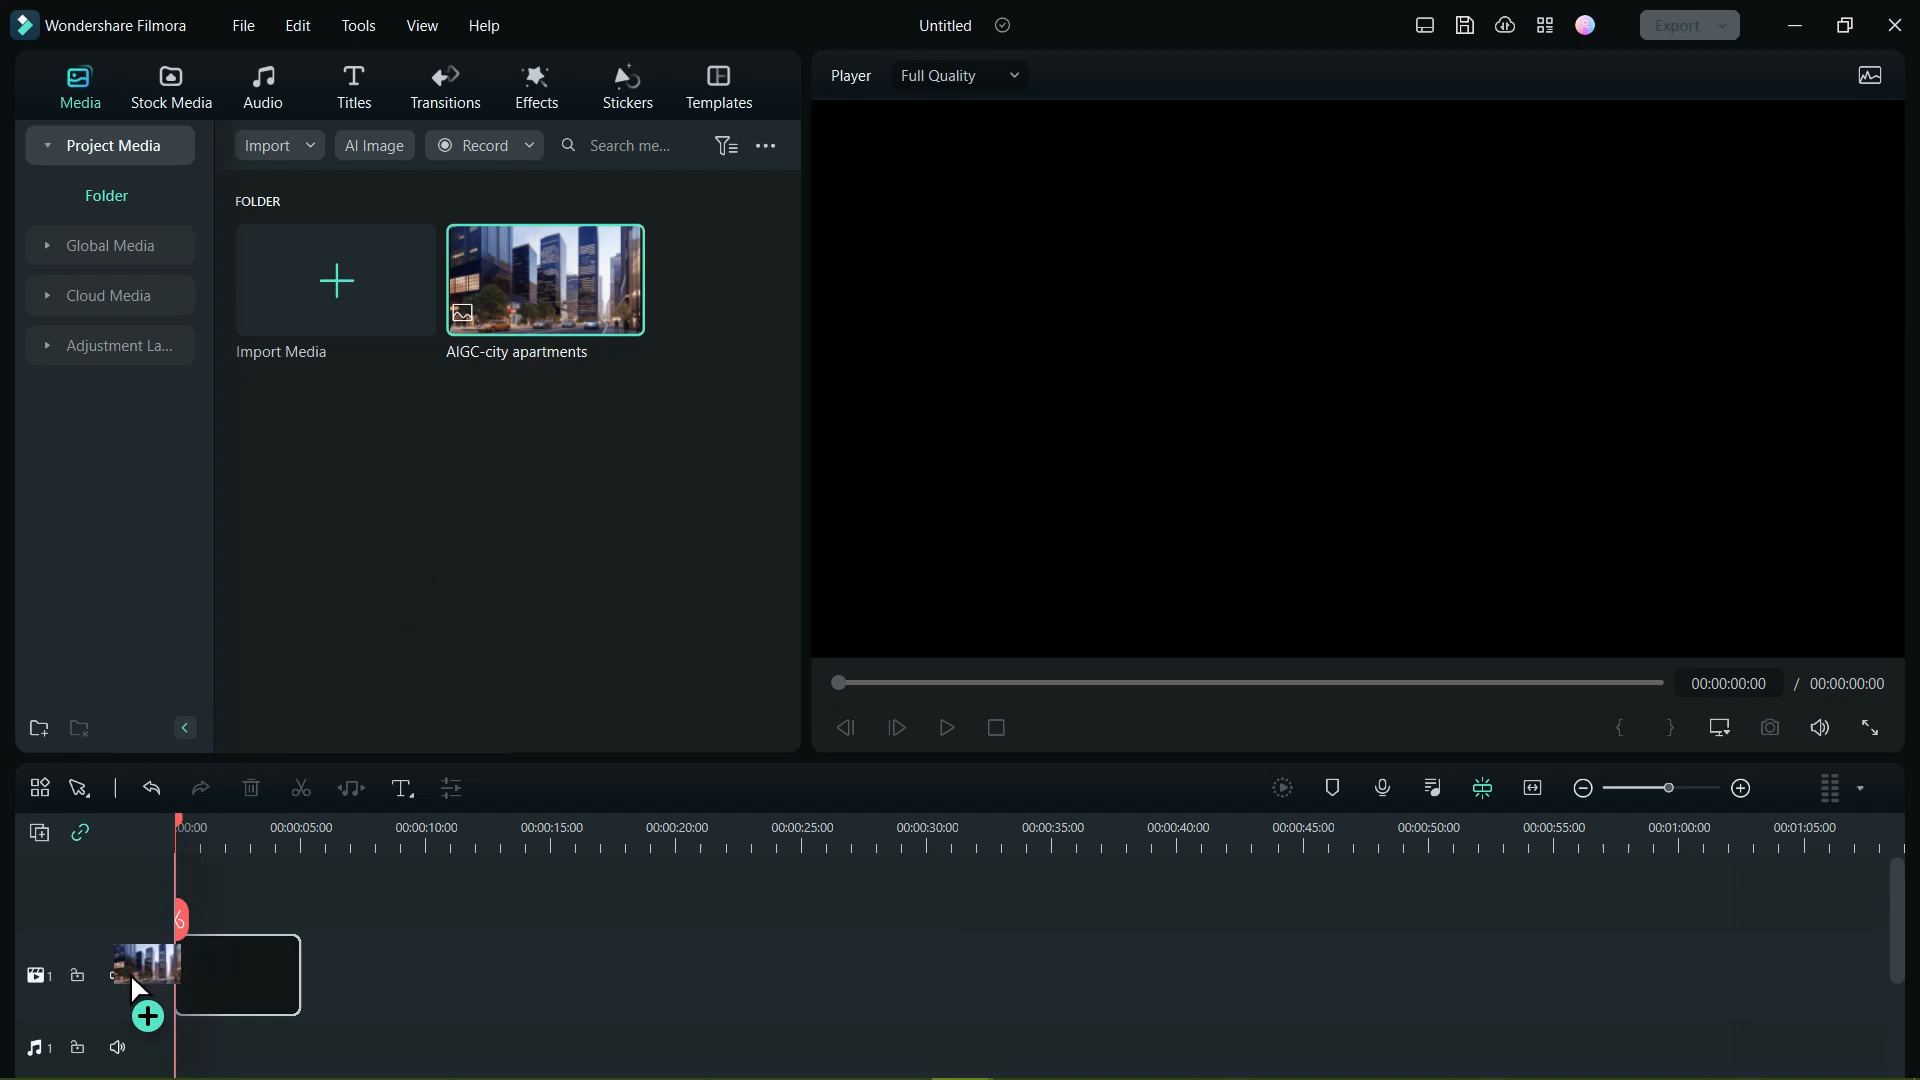 Wondershare Filmora File Edit Tools View Help Untitled Export
Media Stock Media Audio Titles Transitions Effects Stickers Templates
Player Full Quality
Project Media
Import AI Image Record Search me...
Folder
FOLDER
Global Media
Cloud Media
Adjustment La...
Import Media AIGC-city apartments
00:00:00:00 / 00:00:00:00
:00:00 00:00:05:00 00:00:10:00 00:00:15:00 00:00:20:00 00:00:25:00 00:00:30:00 00:00:35:00 00:00:40:00 00:00:45:00 00:00:50:00 00:00:55:00 00:01:00:00 00:01:05:00
1
1